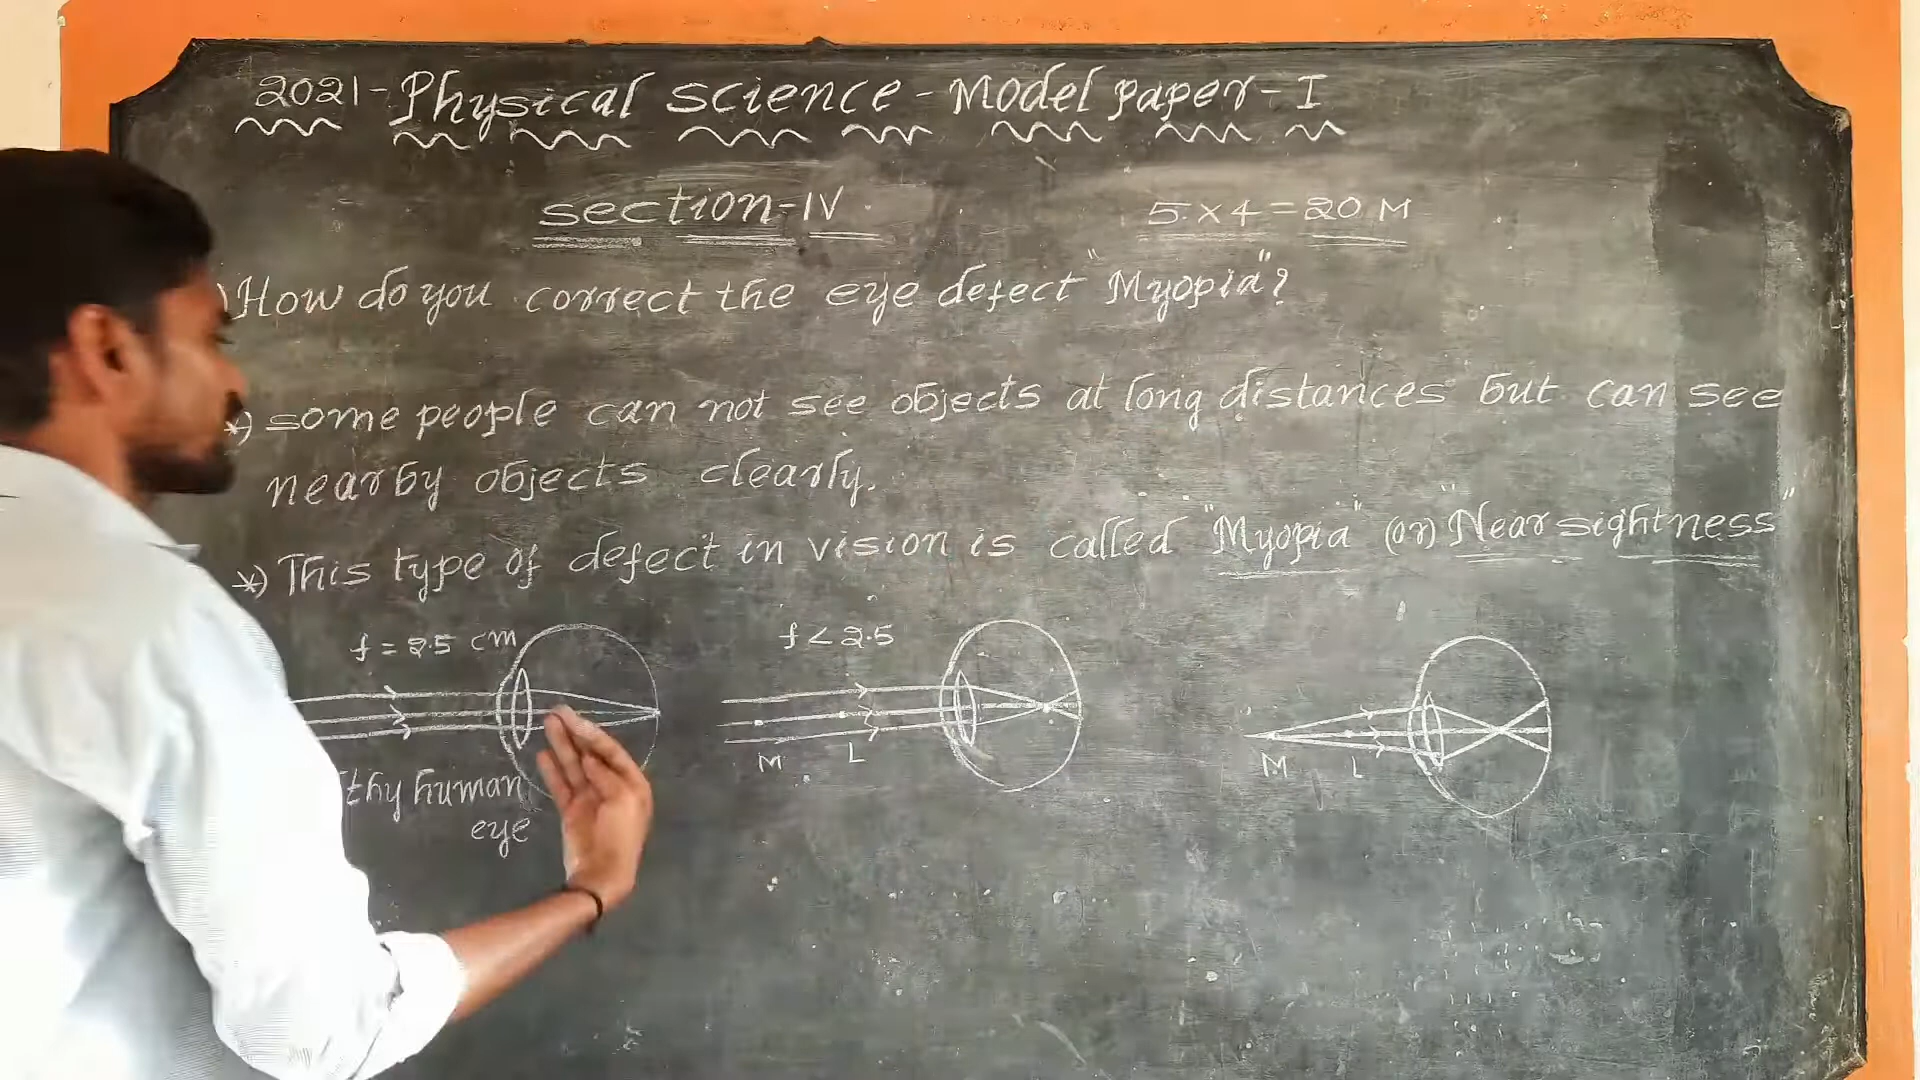 2021-Physical science-Model paper-I
section-IV 5×4=20 M
)How do you correct the eye defect "Myopia"?
*) some people can not see objects at long distances but can see
nearby objects clearly.
*) This type of defect in vision is called "Myopia" (or) "Near sightness"
f = 2.5 cm f < 2.5
M L M L
thy human
eye